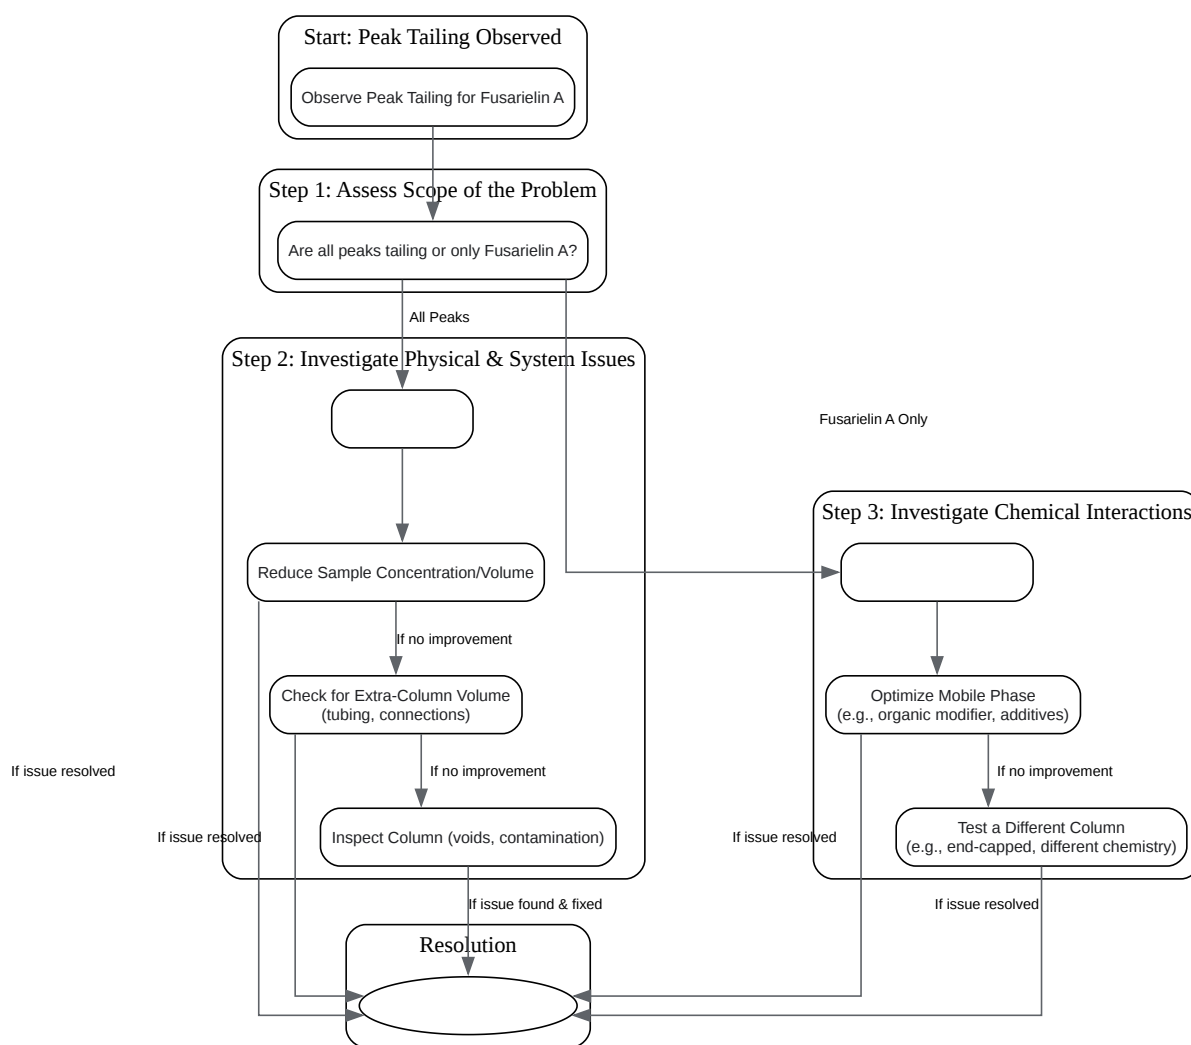 Start: Peak Tailing Observed
Observe Peak Tailing for Fusarielin A
Step 1: Assess Scope of the Problem
Are all peaks tailing or only Fusarielin A?
All Peaks
Step 2: Investigate Physical & System Issues
Fusarielin A Only
Step 3: Investigate Chemical Interactions
Reduce Sample Concentration/Volume
If no improvement
Check for Extra-Column Volume
(tubing, connections)
Optimize Mobile Phase
(e.g., organic modifier, additives)
If issue resolved
If no improvement
If no improvement
If issue resolved
Inspect Column (voids, contamination)
If issue resolved
Test a Different Column
(e.g., end-capped, different chemistry)
If issue found & fixed
If issue resolved
Resolution